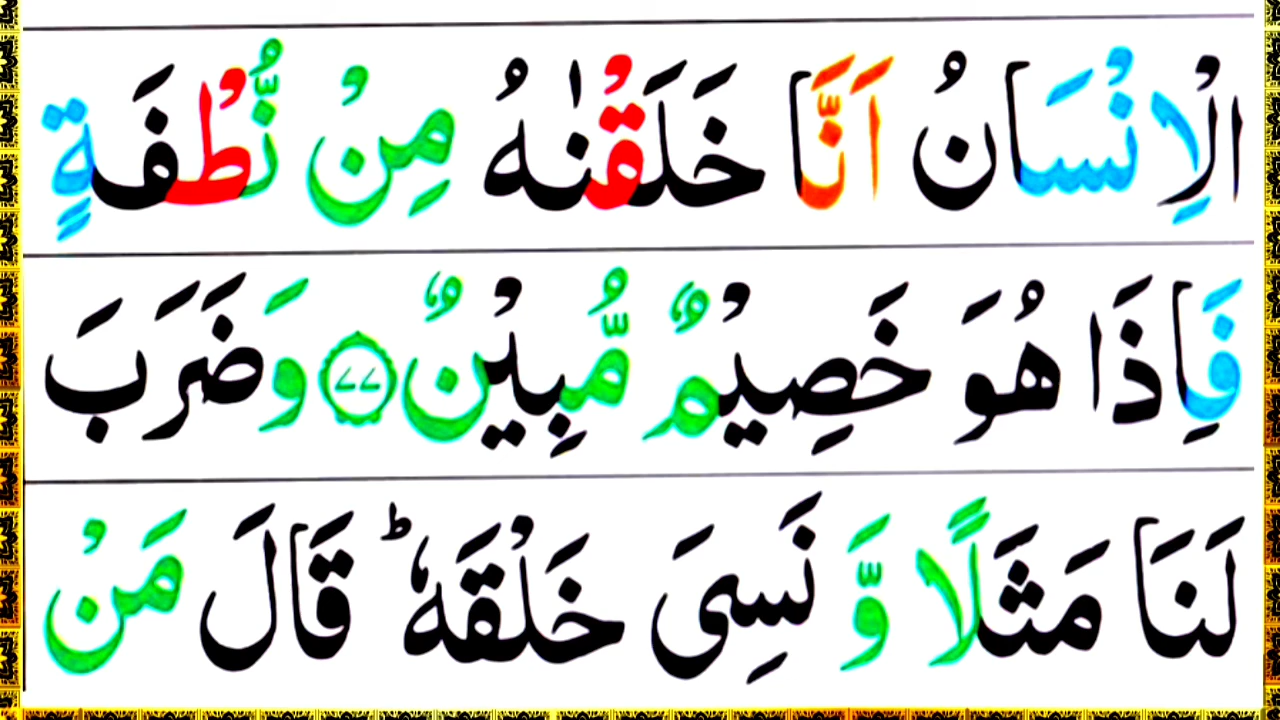 الْاِنْسَانُ اَنَّا خَلَقْنٰهُ مِنْ نُّطْفَةٍ
فَاِذَا هُوَ خَصِیْمٌ مُّبِیْنٌ ﴿۷۷﴾ وَضَرَبَ
لَنَا مَثَلًا وَّ نَسِیَ خَلْقَهٗ ؕ قَالَ مَنْ